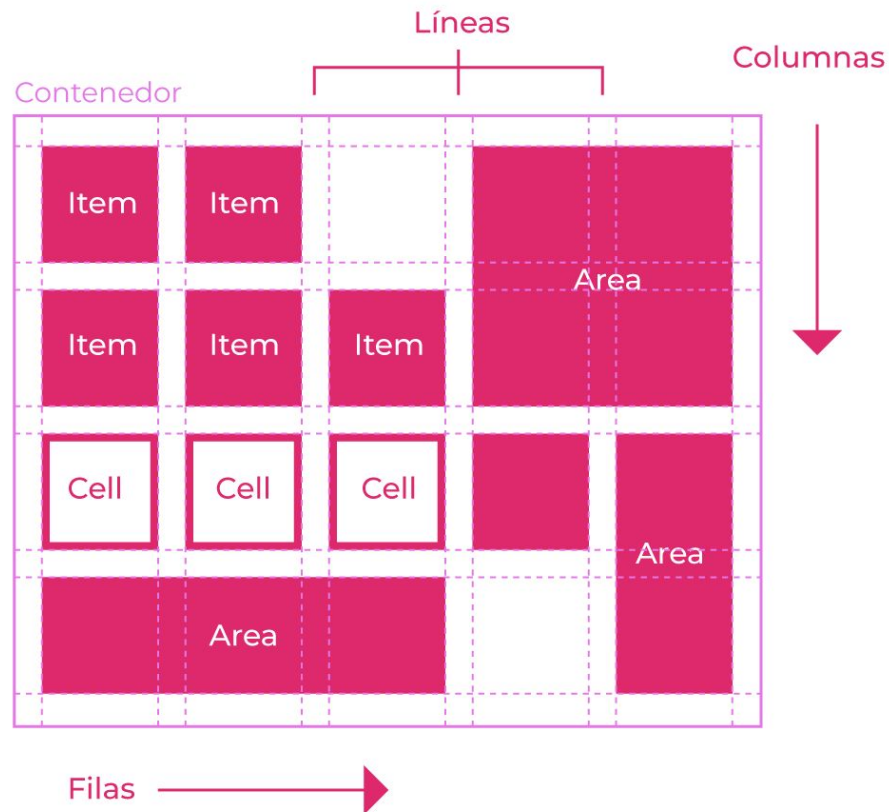 Líneas
Columnas
Contenedor
Item
Item
Area
Item
Item
Item
Cell
Cell
Cell
Area
Area
Filas